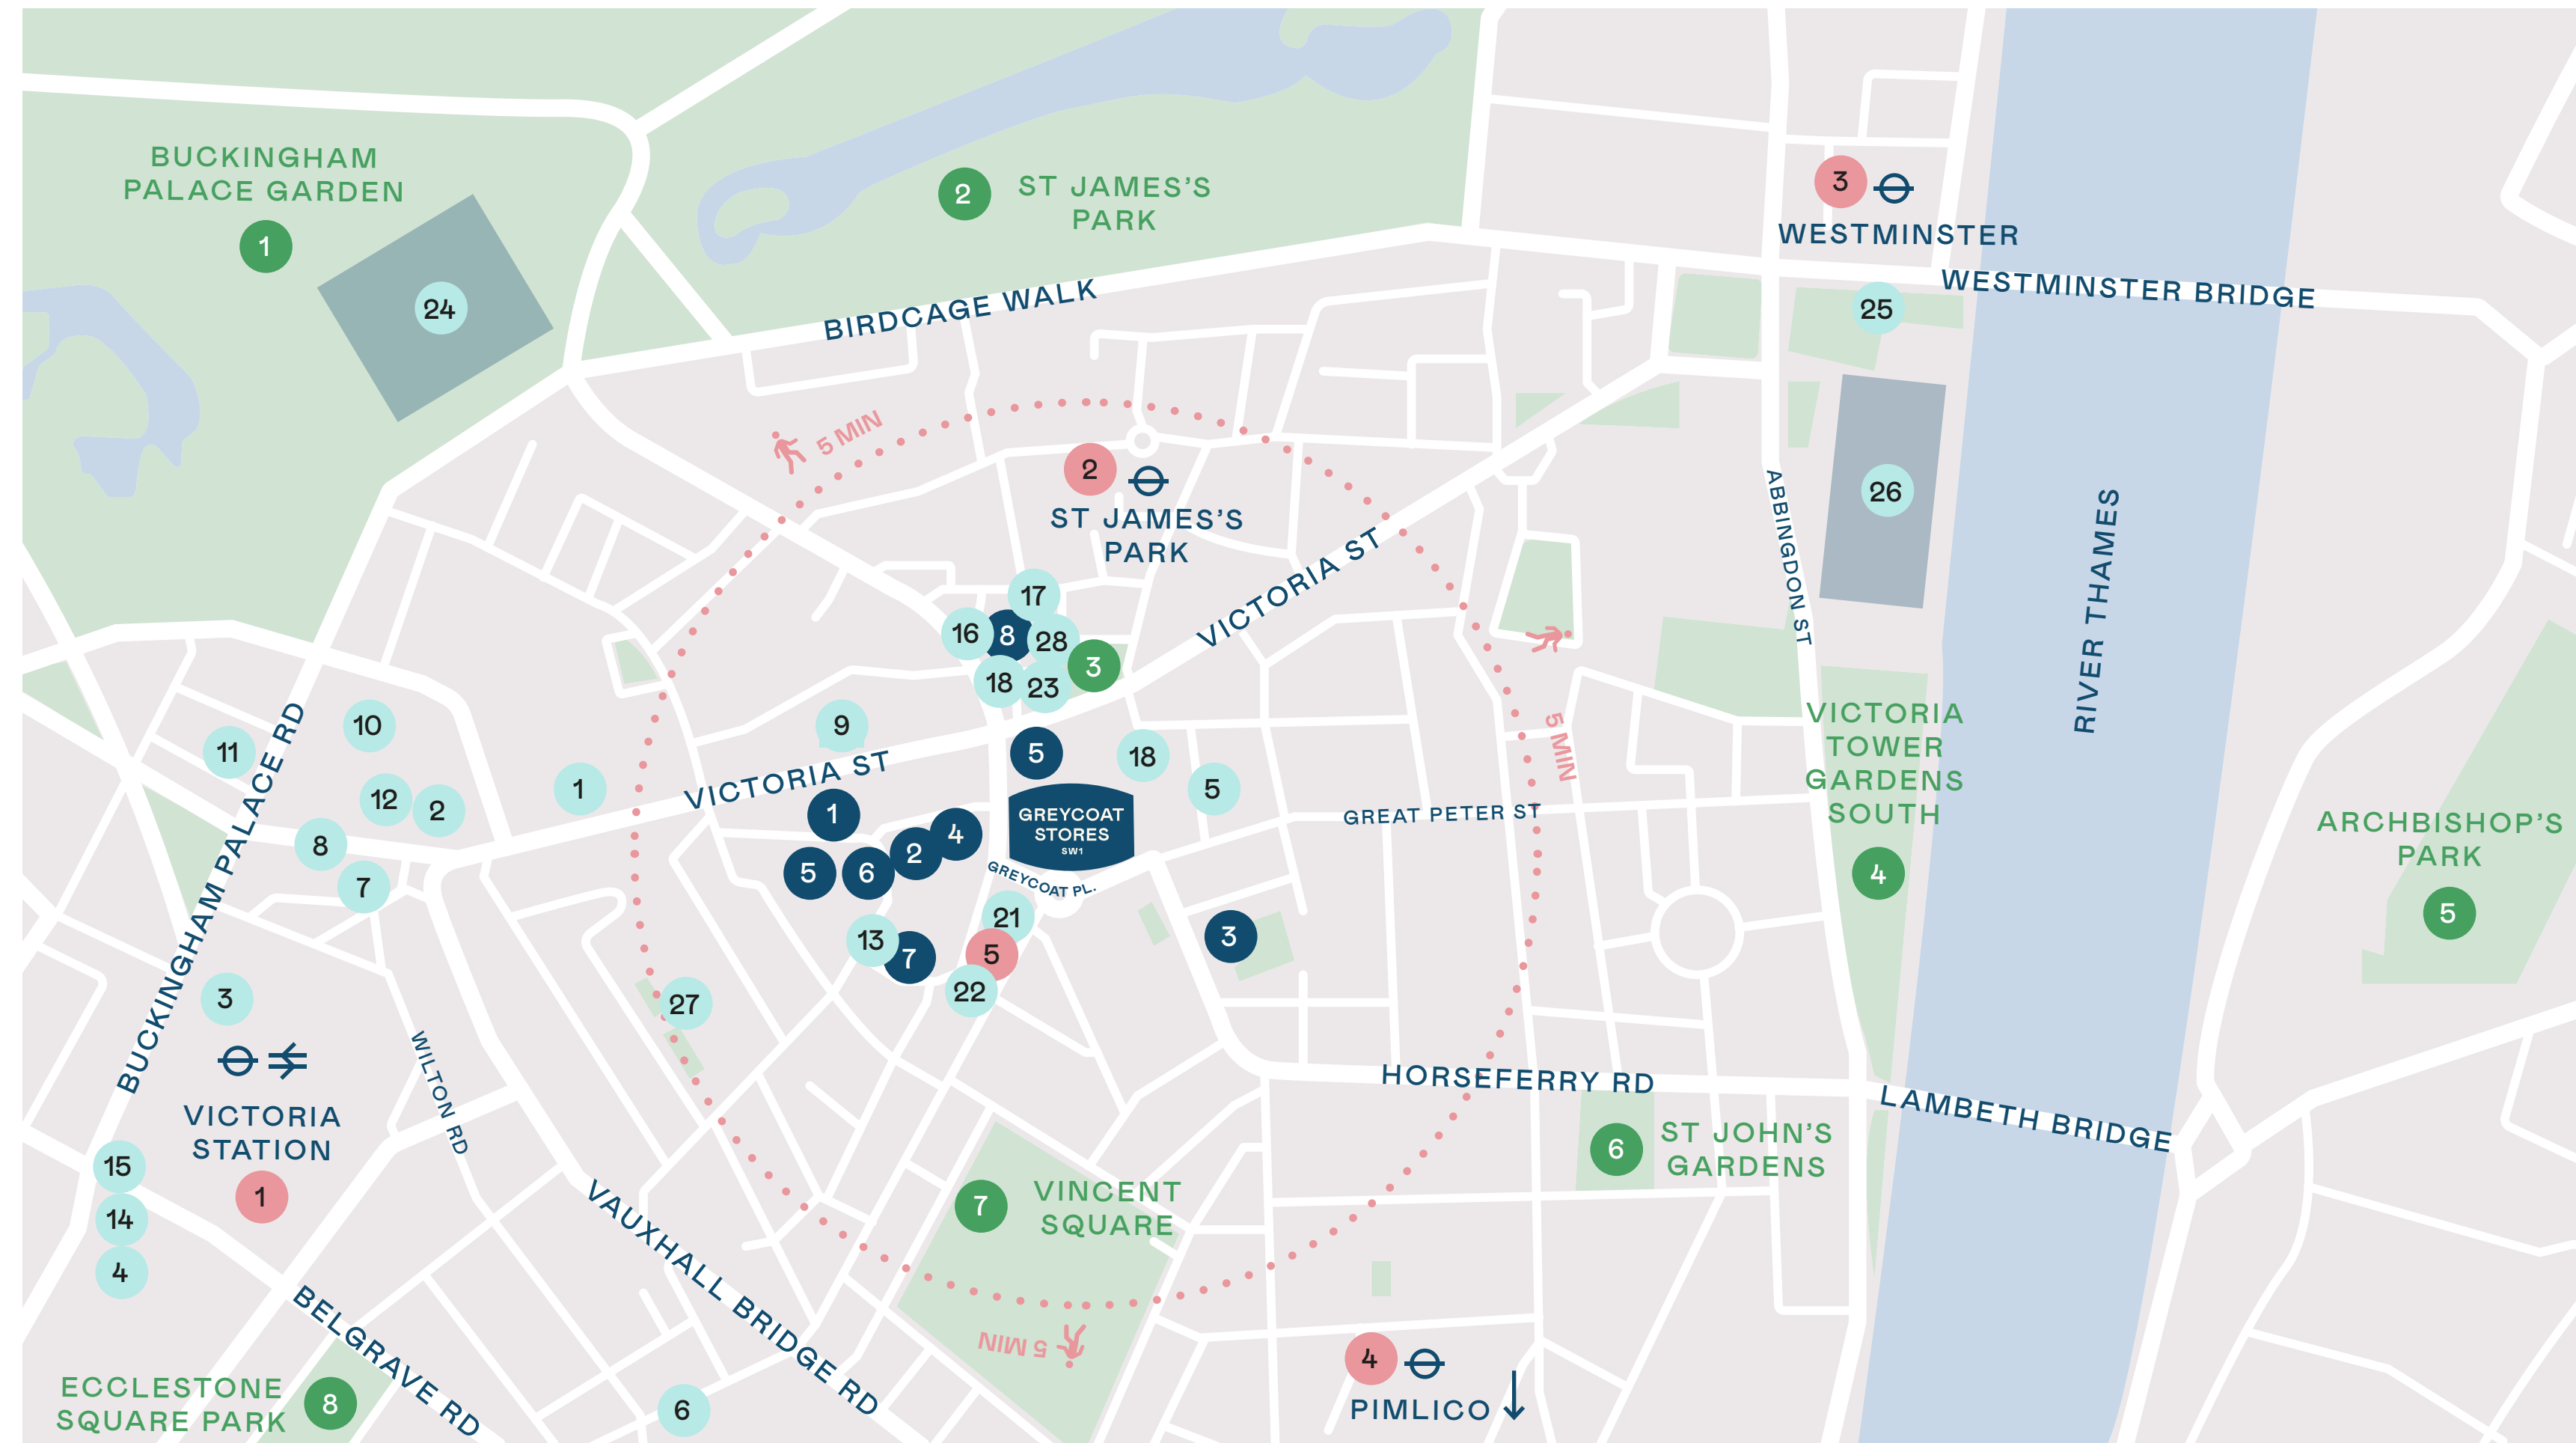 BUCKINGHAM
PALACE GARDEN
1
24
2
ST JAMES'S
PARK
3
WESTMINSTER
WESTMINSTER BRIDGE
25
BIRDCAGE WALK
5 MIN
2
ST JAMES'S
PARK
26
ABBINGDON ST
RIVER THAMES
VICTORIA ST
17
16
8
28
3
18
23
5 MIN
10
11
9
5
18
5
1
VICTORIA ST
12
2
8
7
1
4
2
5
6
GREYCOAT
STORES
SW1
GREYCOAT PL.
GREAT PETER ST
VICTORIA
TOWER
GARDENS
SOUTH
4
ARCHBISHOP'S
PARK
5
BUCKINGHAM PALACE RD
21
13
7
5
22
3
27
3
VICTORIA
STATION
1
WILTON RD
15
14
4
HORSEFERRY RD
LAMBETH BRIDGE
6
ST JOHN'S
GARDENS
7
VINCENT
SQUARE
VAUXHALL BRIDGE RD
5 MIN
BELGRAVE RD
ECCLESTONE
SQUARE PARK
8
6
4
PIMLICO